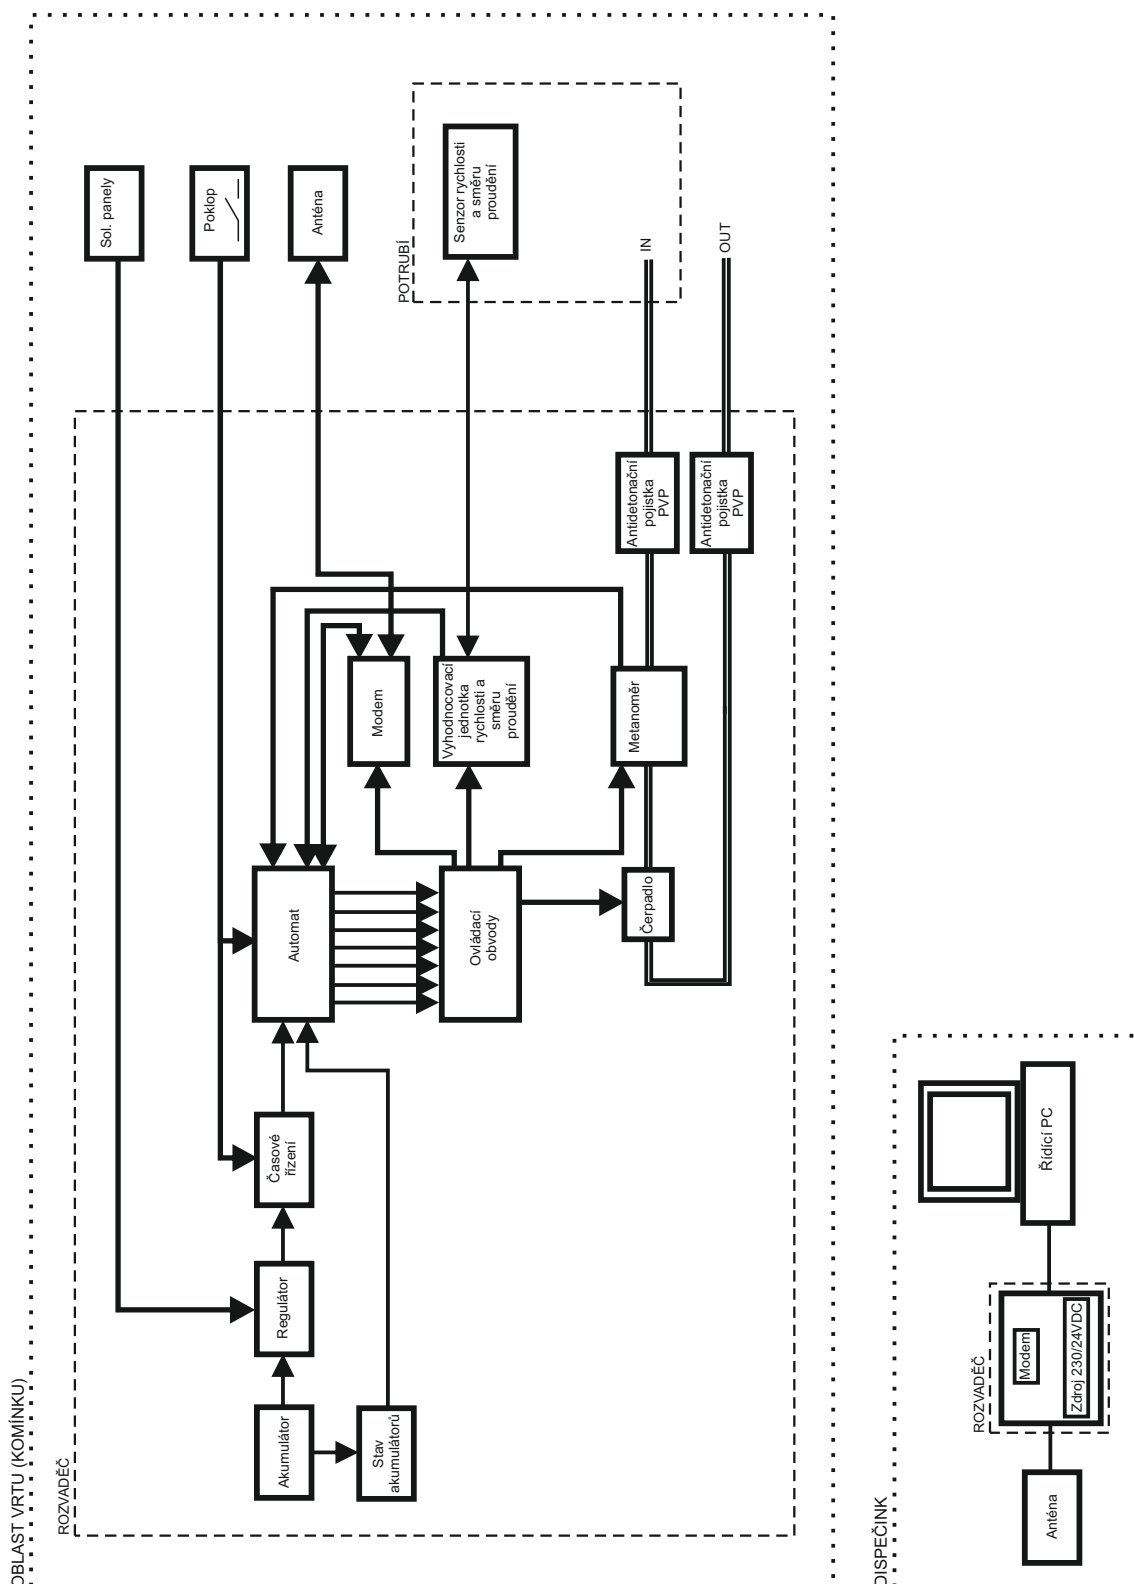 OBLAST VRTU (KOMÍNKU)
ROZVADĚČ
Sol. panely
Poklop
Anténa
POTRUBÍ
Senzor rychlosti
a směru
proudění
IN
OUT
Akumulátor
Stav
akumulátorů
Regulátor
Časové
řízení
Automat
Ovládací
obvody
Čerpadlo
Modem
Vyhodnocovací
jednotka
rychlosti a
směru
proudění
Metanoměr
Antidetonační
pojistka
PVP
Antidetonační
pojistka
PVP
DISPEČINK
Anténa
ROZVADĚČ
Modem
Zdroj 230/24VDC
Řídící PC